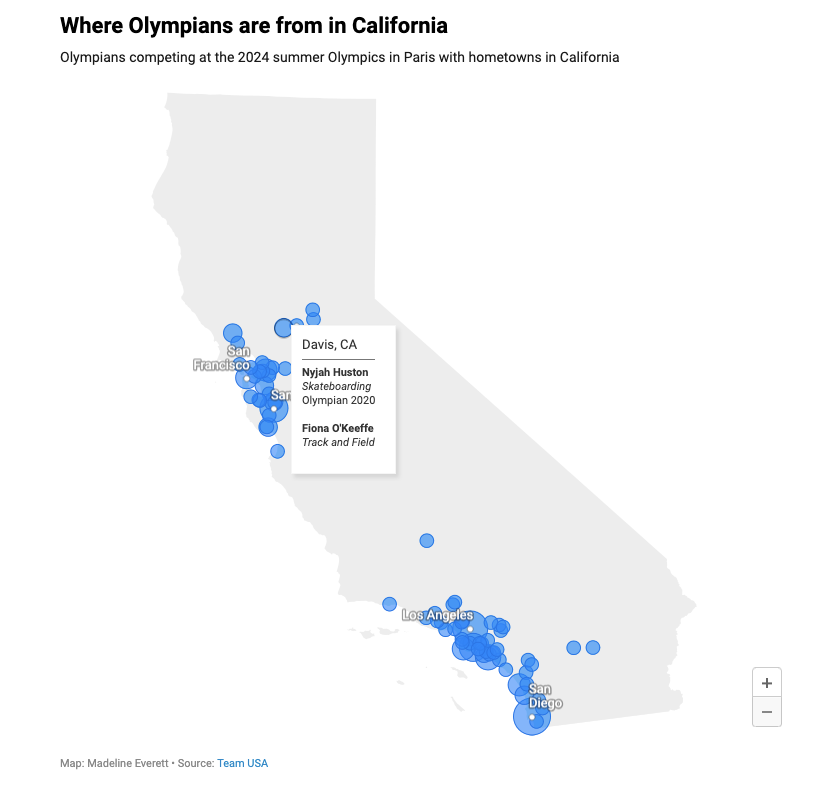 Where Olympians are from in California
Olympians competing at the 2024 summer Olympics in Paris with hometowns in California
San
Francisco
Davis, CA
Nyjah Huston
Skateboarding
Olympian 2020
Fiona O'Keeffe
Track and Field
San
Los Angeles
San
Diego
+
−
Map: Madeline Everett • Source: Team USA